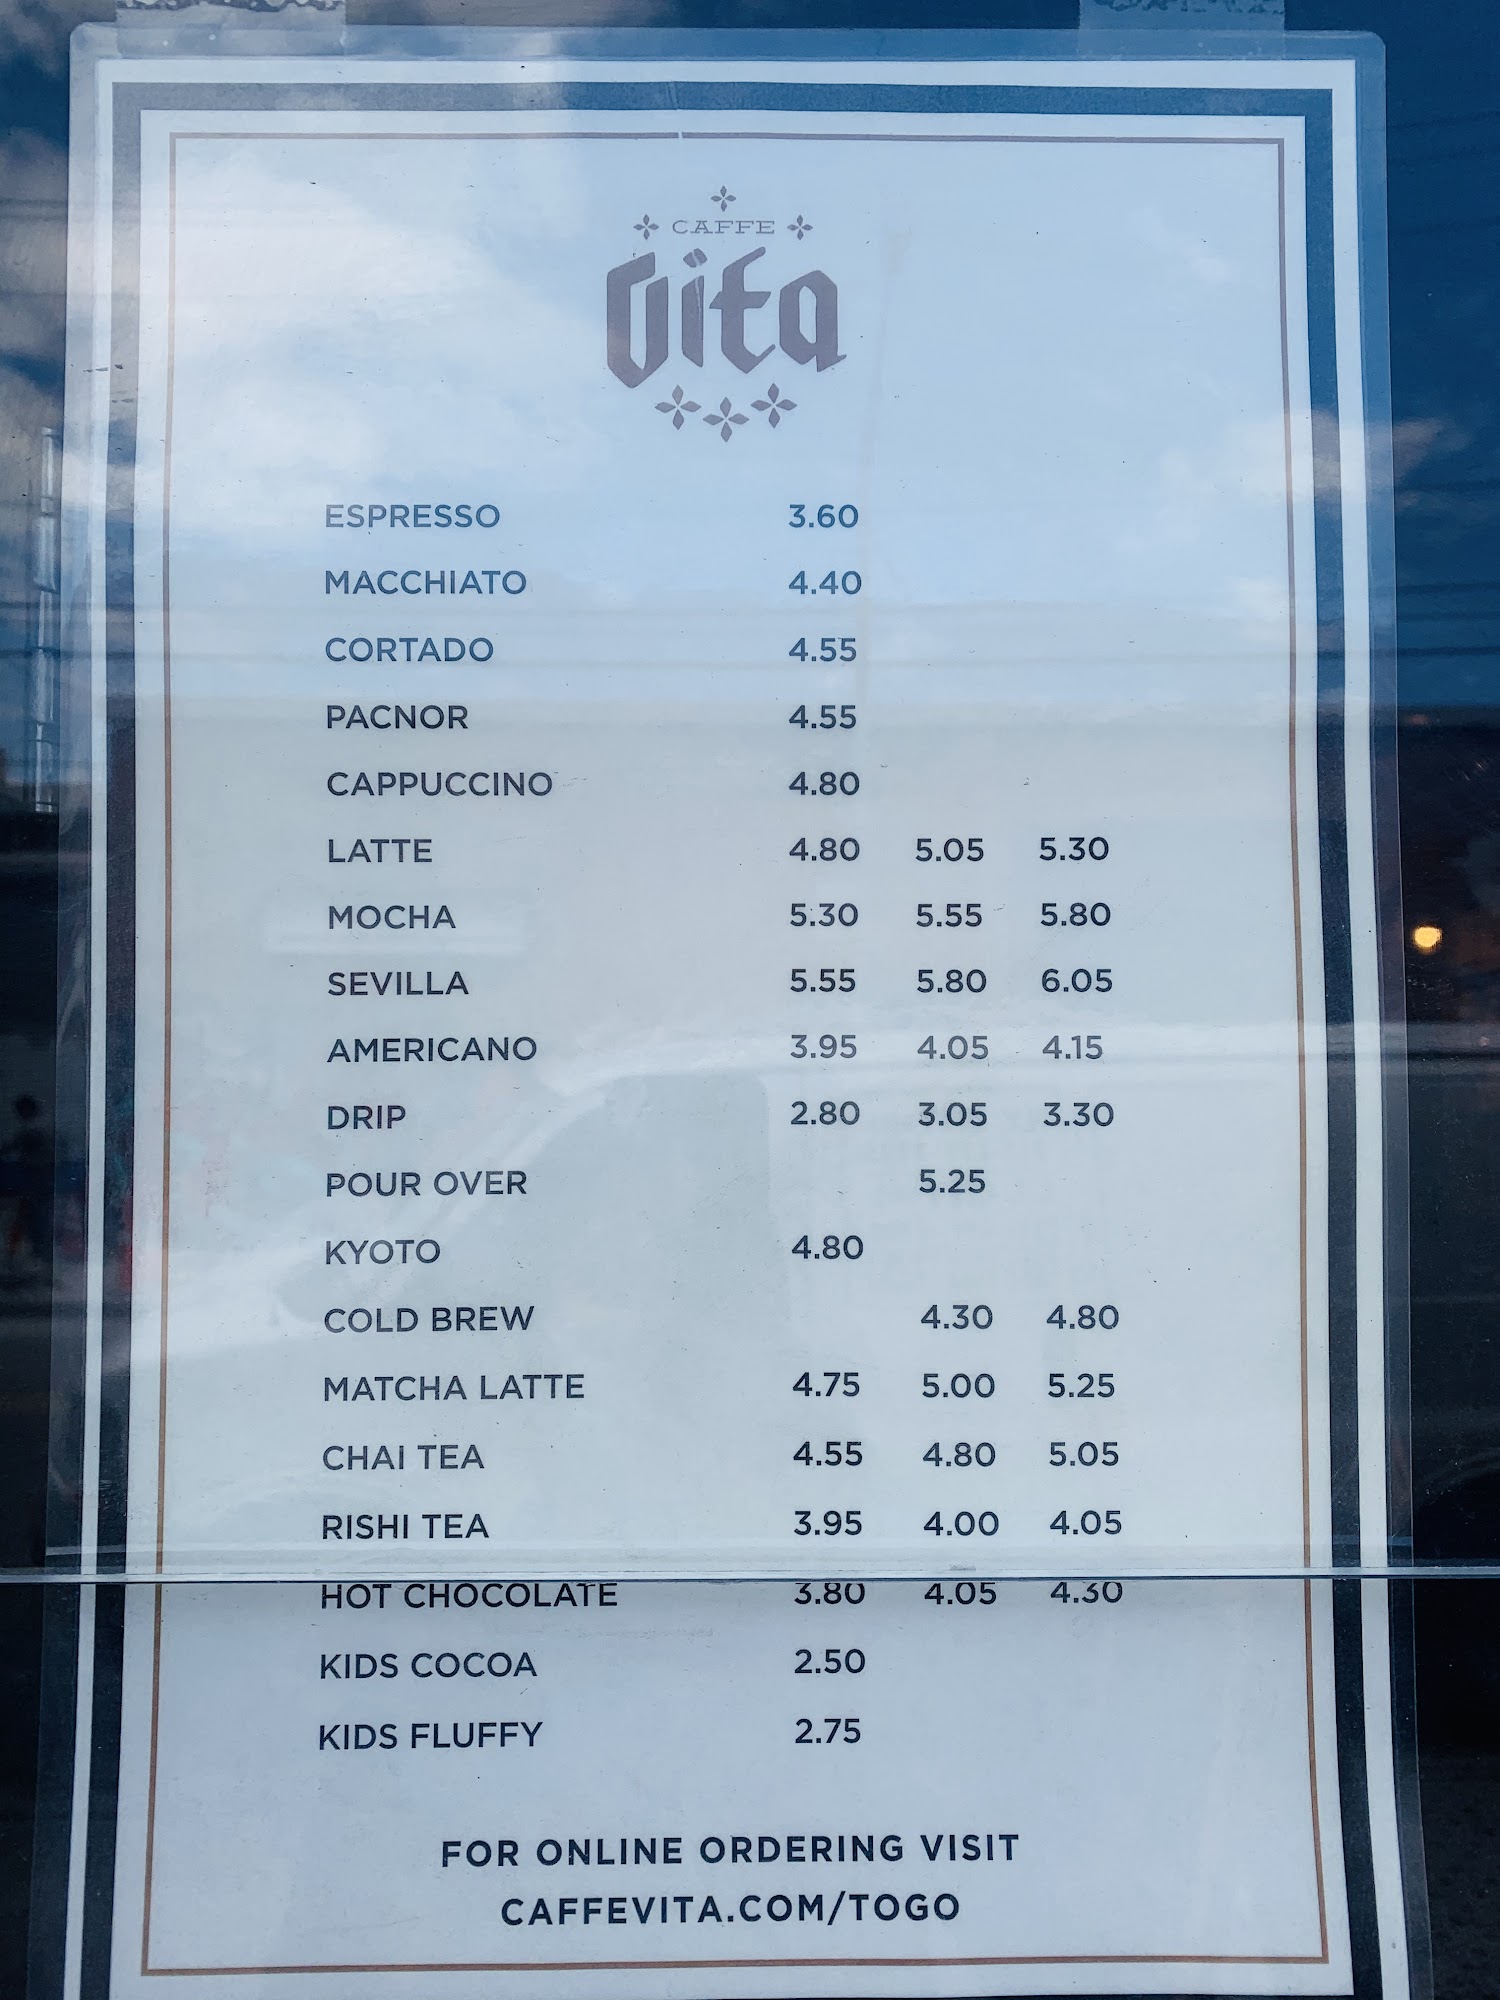 CAFFE
Vita
ESPRESSO 3.60
MACCHIATO 4.40
CORTADO 4.55
PACNOR 4.55
CAPPUCCINO 4.80
LATTE 4.80 5.05 5.30
MOCHA 5.30 5.55 5.80
SEVILLA 5.55 5.80 6.05
AMERICANO 3.95 4.05 4.15
DRIP 2.80 3.05 3.30
POUR OVER 5.25
KYOTO 4.80
COLD BREW 4.30 4.80
MATCHA LATTE 4.75 5.00 5.25
CHAI TEA 4.55 4.80 5.05
RISHI TEA 3.95 4.00 4.05
HOT CHOCOLATE 3.80 4.05 4.30
KIDS COCOA 2.50
KIDS FLUFFY 2.75
FOR ONLINE ORDERING VISIT
CAFFEVITA.COM/TOGO